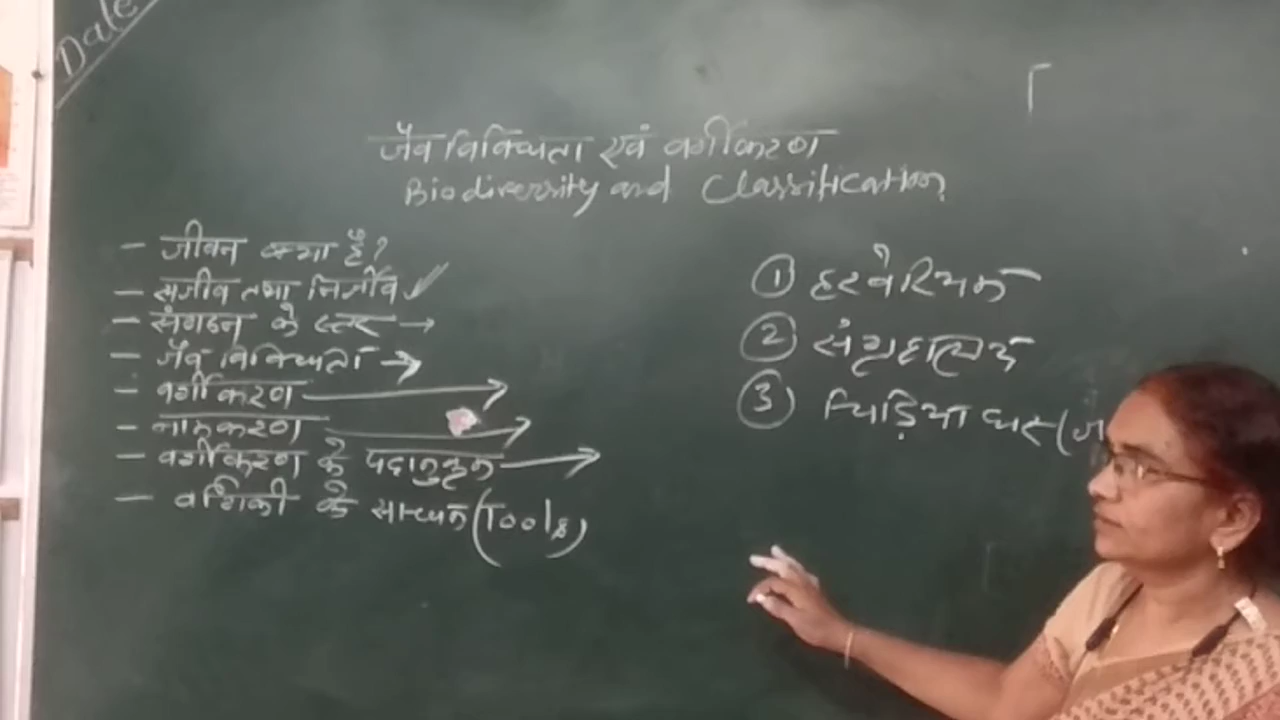 Date
जैव विविधता एवं वर्गीकरण
Biodiversity and Classification
– जीवन क्या है?
– सजीव तथा निर्जीव ✓
– संगठन के स्तर →
– जैव विविधता →
– वर्गीकरण →
– नामकरण →
– वर्गीकरण के पदानुक्रम →
– वर्गिकी के साधन (Tools)
① हरबेरियम
② संग्रहालय
③ चिड़िया घर (